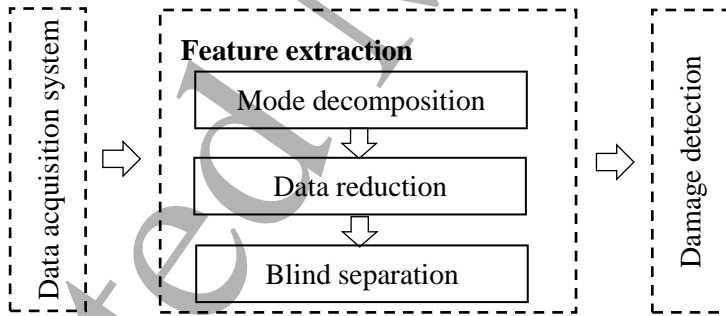 Data acquisition system
Feature extraction
Mode decomposition
Data reduction
Blind separation
Damage detection